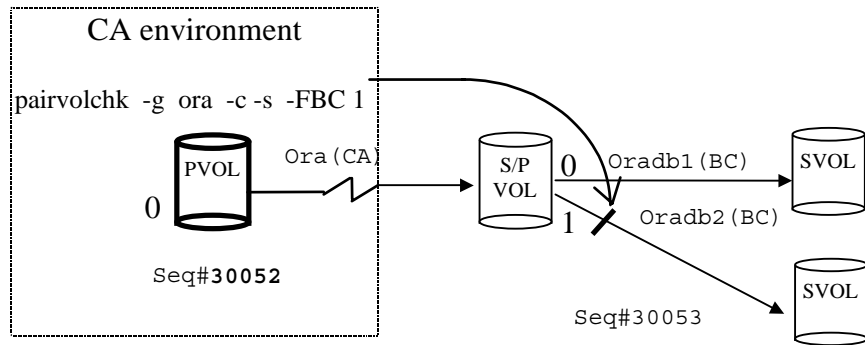 CA environment
pairvolchk -g ora -c -s -FBC 1
PVOL
Ora(CA)
0
S/P
VOL
0
Oradb1(BC)
SVOL
1
Oradb2(BC)
Seq#30052
Seq#30053
SVOL